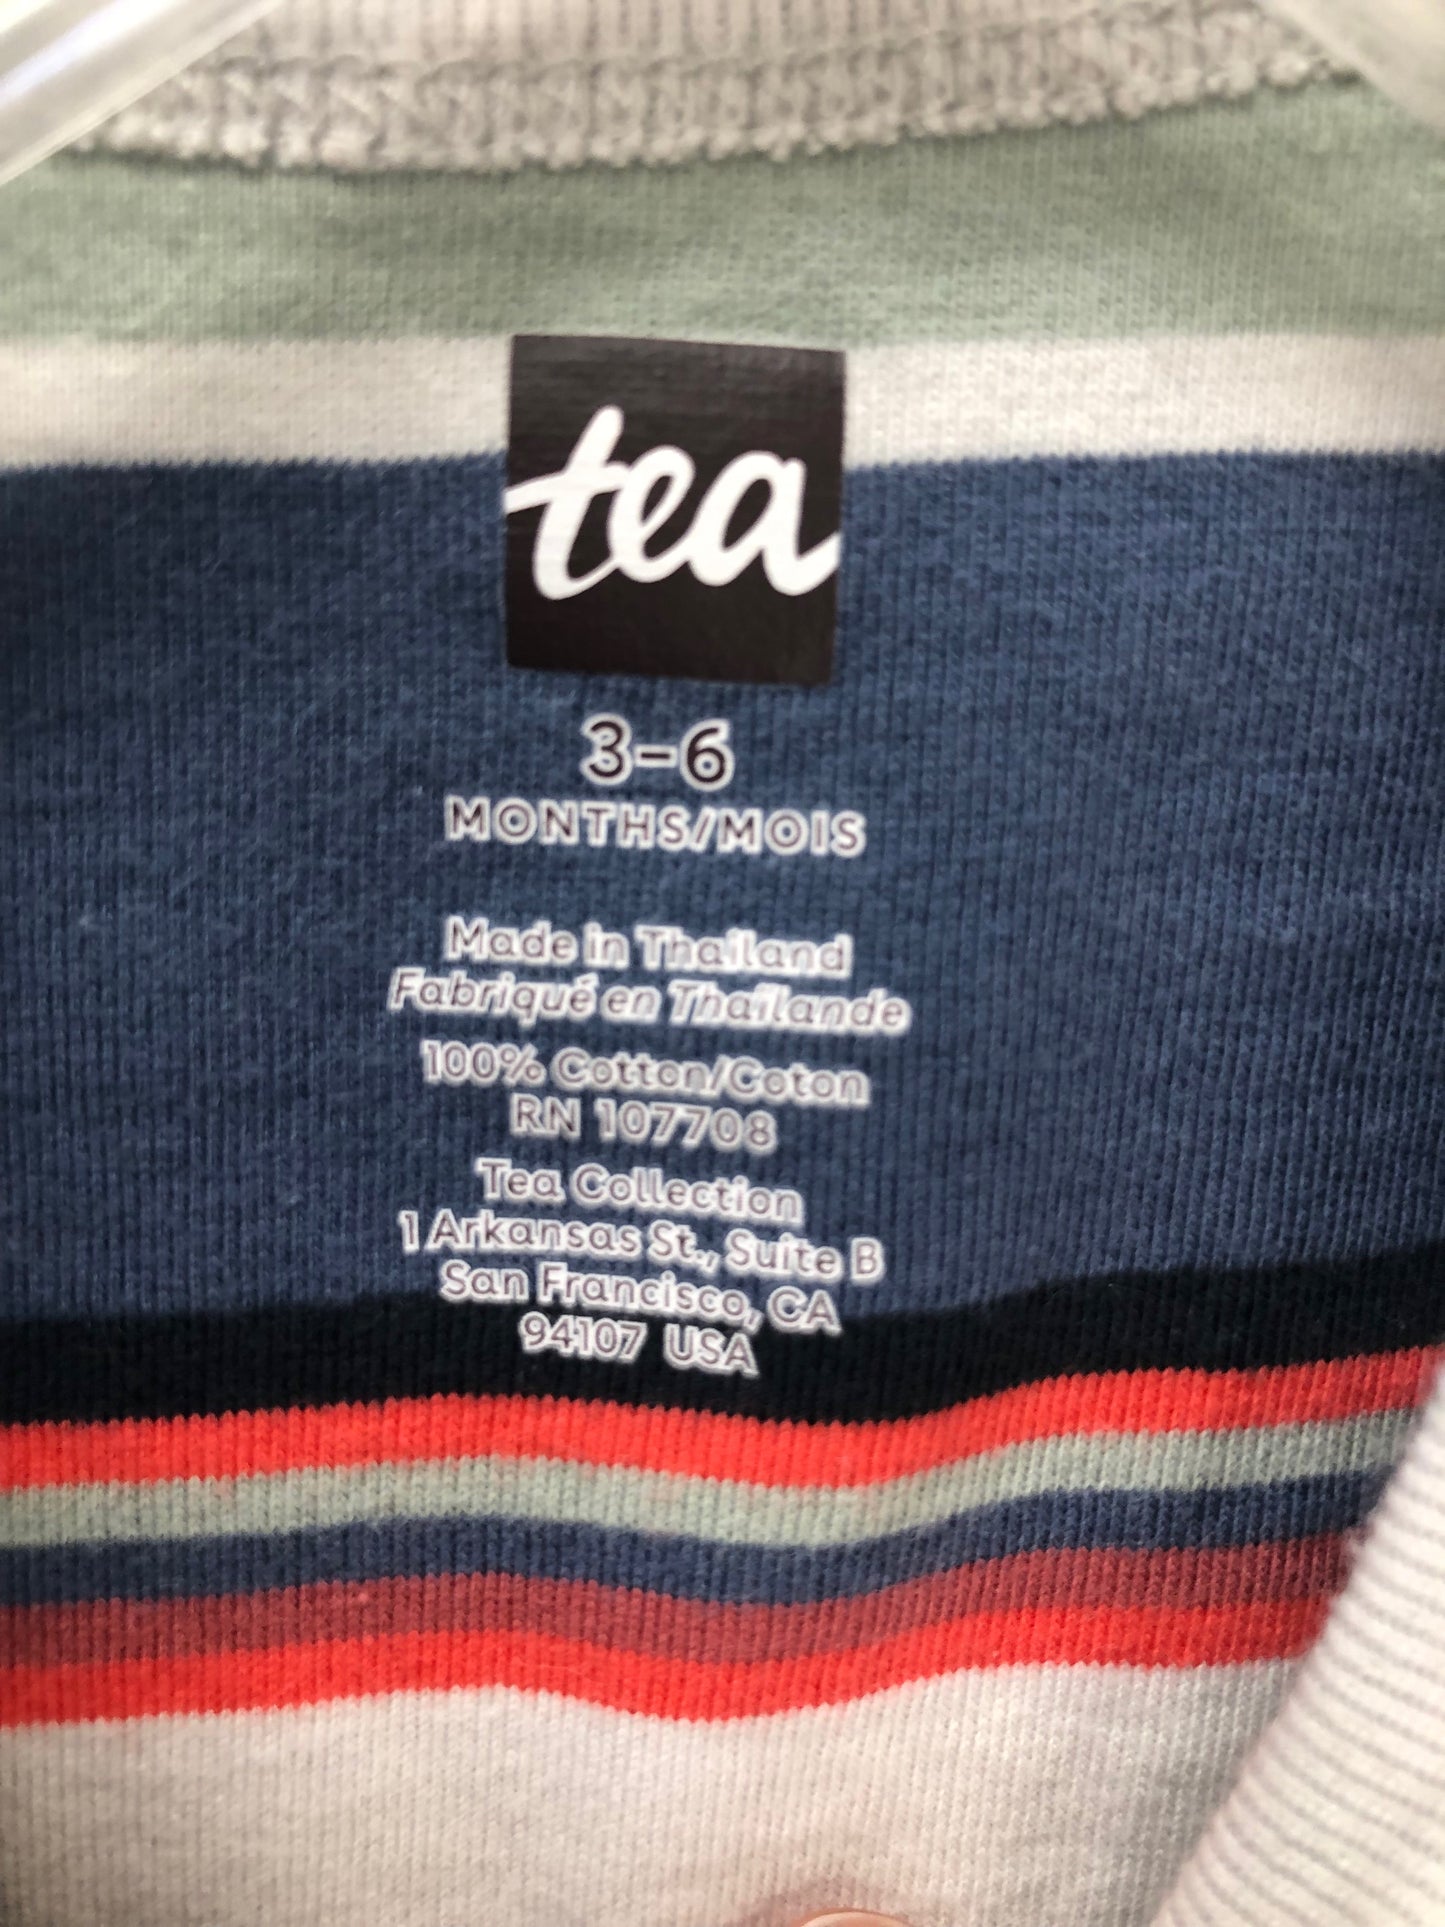 tea
3–6
MONTHS/MOIS
Made in Thailand
Fabriqué en Thaïlande
100% Cotton/Coton
RN 107708
Tea Collection
1 Arkansas St., Suite B
San Francisco, CA
94107 USA